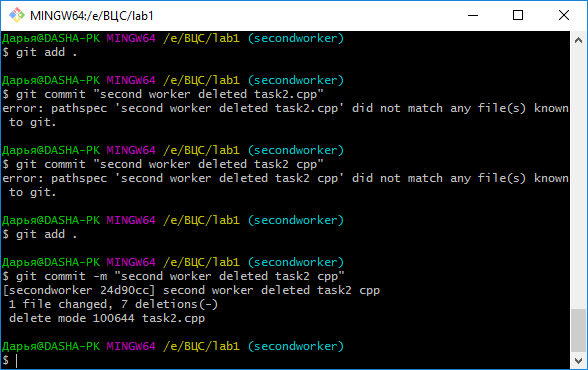 MINGW64:/e/ВЦС/lab1
Дарья@DASHA-PK MINGW64 /e/ВЦС/lab1 (secondworker)
$ git add .
Дарья@DASHA-PK MINGW64 /e/ВЦС/lab1 (secondworker)
$ git commit "second worker deleted task2.cpp"
error: pathspec 'second worker deleted task2.cpp' did not match any file(s) known
 to git.
Дарья@DASHA-PK MINGW64 /e/ВЦС/lab1 (secondworker)
$ git commit "second worker deleted task2 cpp"
error: pathspec 'second worker deleted task2 cpp' did not match any file(s) known
 to git.
Дарья@DASHA-PK MINGW64 /e/ВЦС/lab1 (secondworker)
$ git add .
Дарья@DASHA-PK MINGW64 /e/ВЦС/lab1 (secondworker)
$ git commit -m "second worker deleted task2 cpp"
[secondworker 24d90cc] second worker deleted task2 cpp
 1 file changed, 7 deletions(-)
 delete mode 100644 task2.cpp
Дарья@DASHA-PK MINGW64 /e/ВЦС/lab1 (secondworker)
$